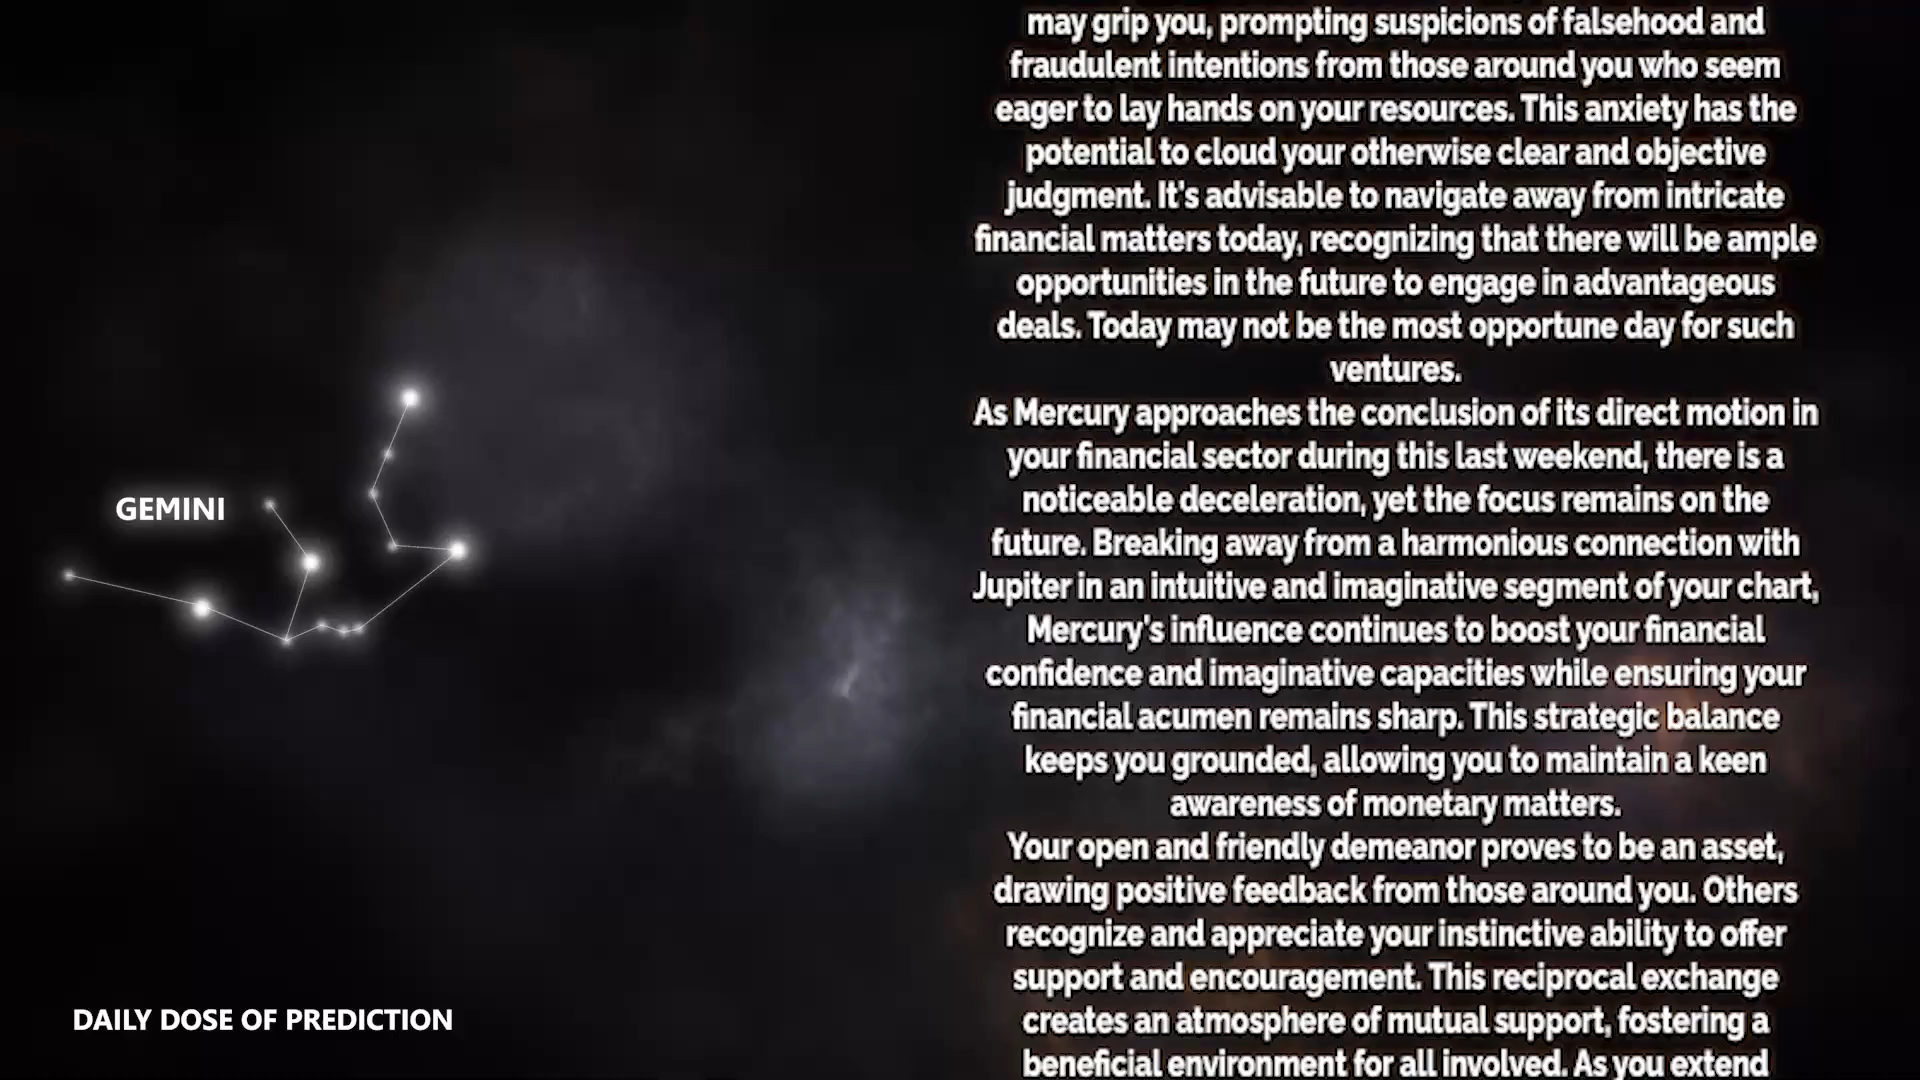 GEMINI
DAILY DOSE OF PREDICTION
may grip you, prompting suspicions of falsehood and
fraudulent intentions from those around you who seem
eager to lay hands on your resources. This anxiety has the
potential to cloud your otherwise clear and objective
judgment. It's advisable to navigate away from intricate
financial matters today, recognizing that there will be ample
opportunities in the future to engage in advantageous
deals. Today may not be the most opportune day for such
ventures.
As Mercury approaches the conclusion of its direct motion in
your financial sector during this last weekend, there is a
noticeable deceleration, yet the focus remains on the
future. Breaking away from a harmonious connection with
Jupiter in an intuitive and imaginative segment of your chart,
Mercury's influence continues to boost your financial
confidence and imaginative capacities while ensuring your
financial acumen remains sharp. This strategic balance
keeps you grounded, allowing you to maintain a keen
awareness of monetary matters.
Your open and friendly demeanor proves to be an asset,
drawing positive feedback from those around you. Others
recognize and appreciate your instinctive ability to offer
support and encouragement. This reciprocal exchange
creates an atmosphere of mutual support, fostering a
beneficial environment for all involved. As you extend